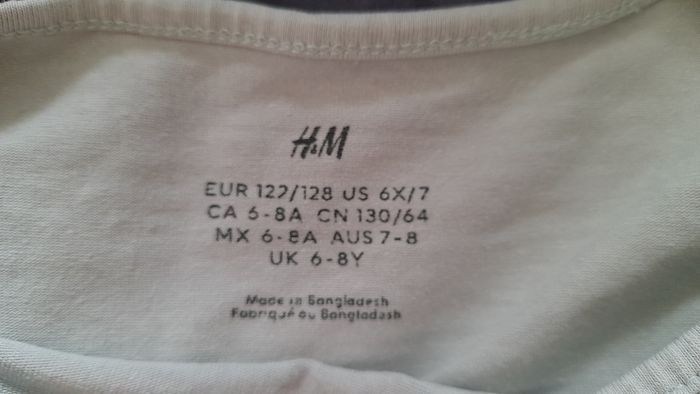 H&M
EUR 122/128 US 6X/7
CA 6-8A CN 130/64
MX 6-8A AUS 7-8
UK 6-8Y
Made in Bangladesh
Fabriqué au Bangladesh